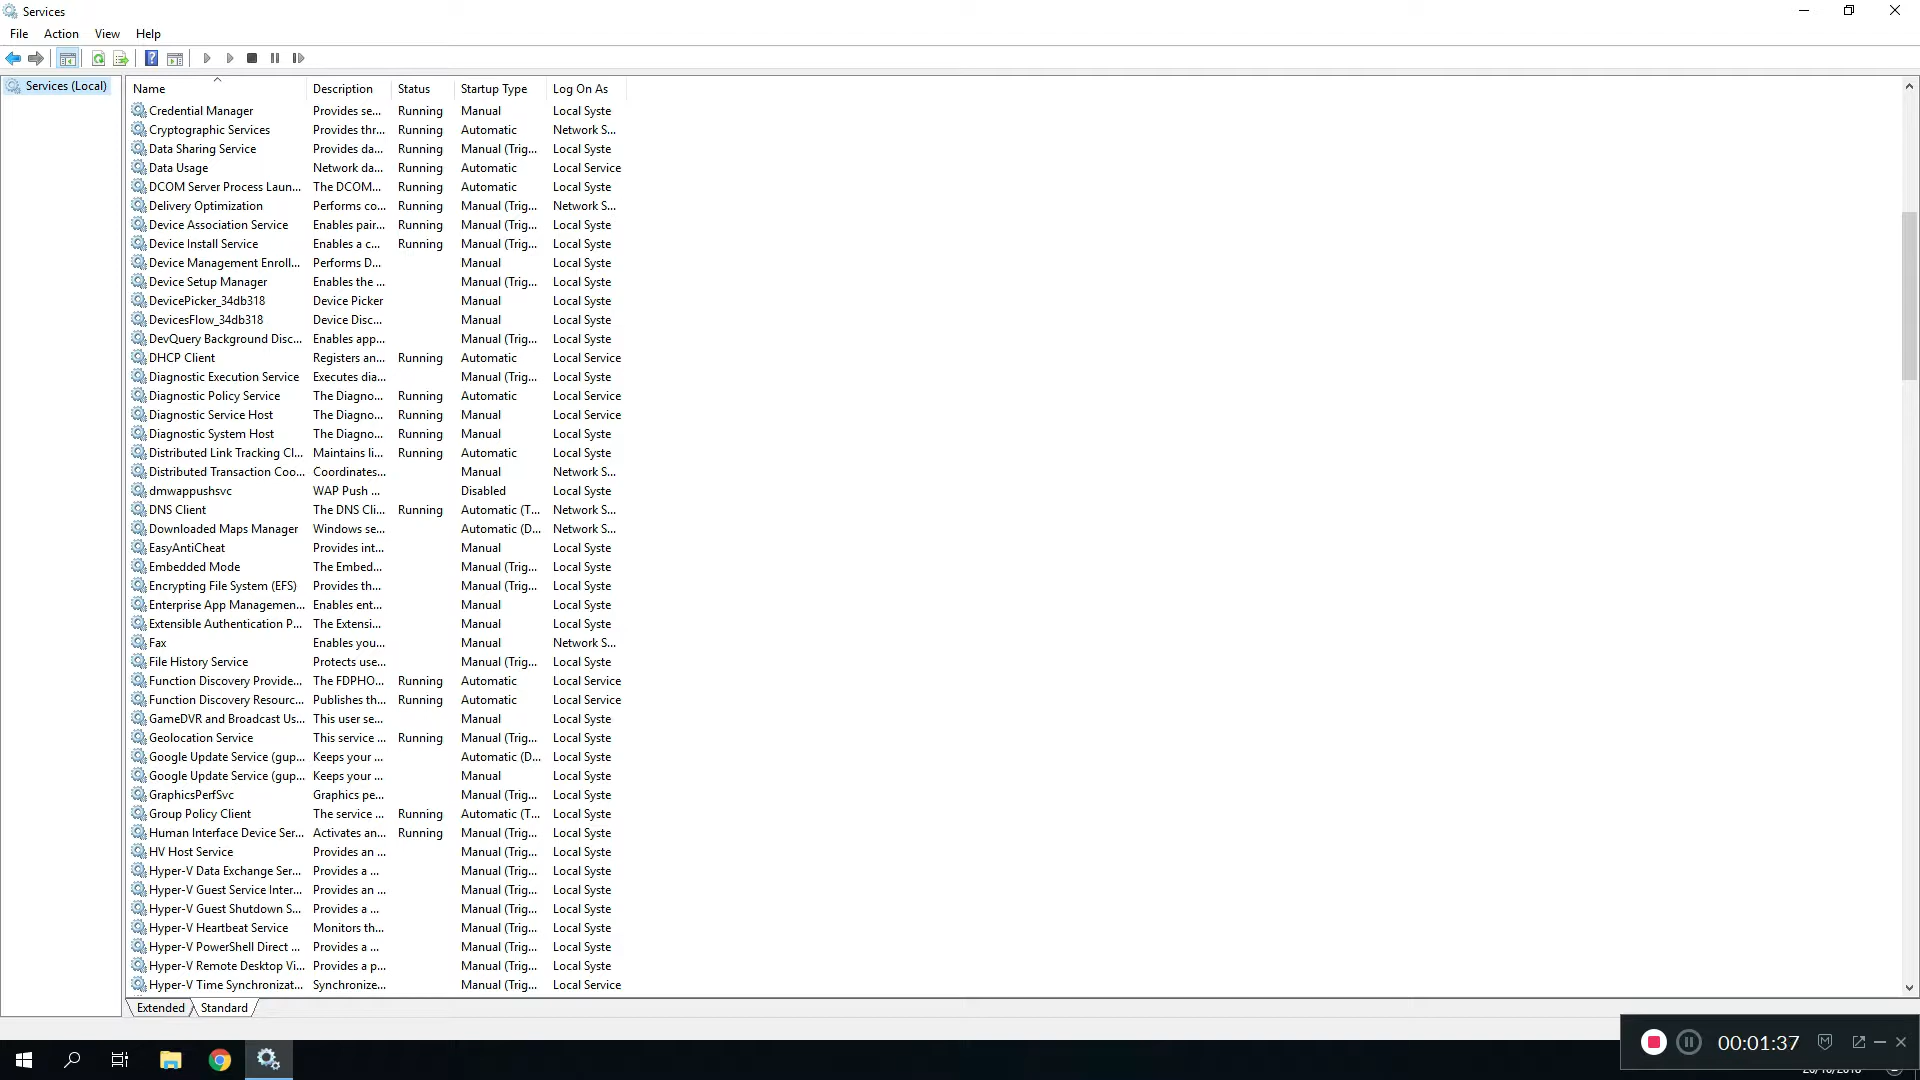 Services
File Action View Help
Services (Local)
Name Description Status Startup Type Log On As
Credential Manager Provides se... Running Manual Local Syste
Cryptographic Services Provides thr... Running Automatic Network S...
Data Sharing Service Provides da... Running Manual (Trig... Local Syste
Data Usage Network da... Running Automatic Local Service
DCOM Server Process Laun... The DCOM... Running Automatic Local Syste
Delivery Optimization Performs co... Running Manual (Trig... Network S...
Device Association Service Enables pair... Running Manual (Trig... Local Syste
Device Install Service Enables a c... Running Manual (Trig... Local Syste
Device Management Enroll... Performs D... Manual Local Syste
Device Setup Manager Enables the ... Manual (Trig... Local Syste
DevicePicker_34db318 Device Picker Manual Local Syste
DevicesFlow_34db318 Device Disc... Manual Local Syste
DevQuery Background Disc... Enables app... Manual (Trig... Local Syste
DHCP Client Registers an... Running Automatic Local Service
Diagnostic Execution Service Executes dia... Manual (Trig... Local Syste
Diagnostic Policy Service The Diagno... Running Automatic Local Service
Diagnostic Service Host The Diagno... Running Manual Local Service
Diagnostic System Host The Diagno... Running Manual Local Syste
Distributed Link Tracking Cl... Maintains li... Running Automatic Local Syste
Distributed Transaction Coo... Coordinates... Manual Network S...
dmwappushsvc WAP Push ... Disabled Local Syste
DNS Client The DNS Cli... Running Automatic (T... Network S...
Downloaded Maps Manager Windows se... Automatic (D... Network S...
EasyAntiCheat Provides int... Manual Local Syste
Embedded Mode The Embed... Manual (Trig... Local Syste
Encrypting File System (EFS) Provides th... Manual (Trig... Local Syste
Enterprise App Managemen... Enables ent... Manual Local Syste
Extensible Authentication P... The Extensi... Manual Local Syste
Fax Enables you... Manual Network S...
File History Service Protects use... Manual (Trig... Local Syste
Function Discovery Provide... The FDPHO... Running Automatic Local Service
Function Discovery Resourc... Publishes th... Running Automatic Local Service
GameDVR and Broadcast Us... This user se... Manual Local Syste
Geolocation Service This service ... Running Manual (Trig... Local Syste
Google Update Service (gup... Keeps your ... Automatic (D... Local Syste
Google Update Service (gup... Keeps your ... Manual Local Syste
GraphicsPerfSvc Graphics pe... Manual (Trig... Local Syste
Group Policy Client The service ... Running Automatic (T... Local Syste
Human Interface Device Ser... Activates an... Running Manual (Trig... Local Syste
HV Host Service Provides an ... Manual (Trig... Local Syste
Hyper-V Data Exchange Ser... Provides a ... Manual (Trig... Local Syste
Hyper-V Guest Service Inter... Provides an ... Manual (Trig... Local Syste
Hyper-V Guest Shutdown S... Provides a ... Manual (Trig... Local Syste
Hyper-V Heartbeat Service Monitors th... Manual (Trig... Local Syste
Hyper-V PowerShell Direct ... Provides a ... Manual (Trig... Local Syste
Hyper-V Remote Desktop Vi... Provides a p... Manual (Trig... Local Syste
Hyper-V Time Synchronizat... Synchronize... Manual (Trig... Local Service
Extended Standard
00:01:37